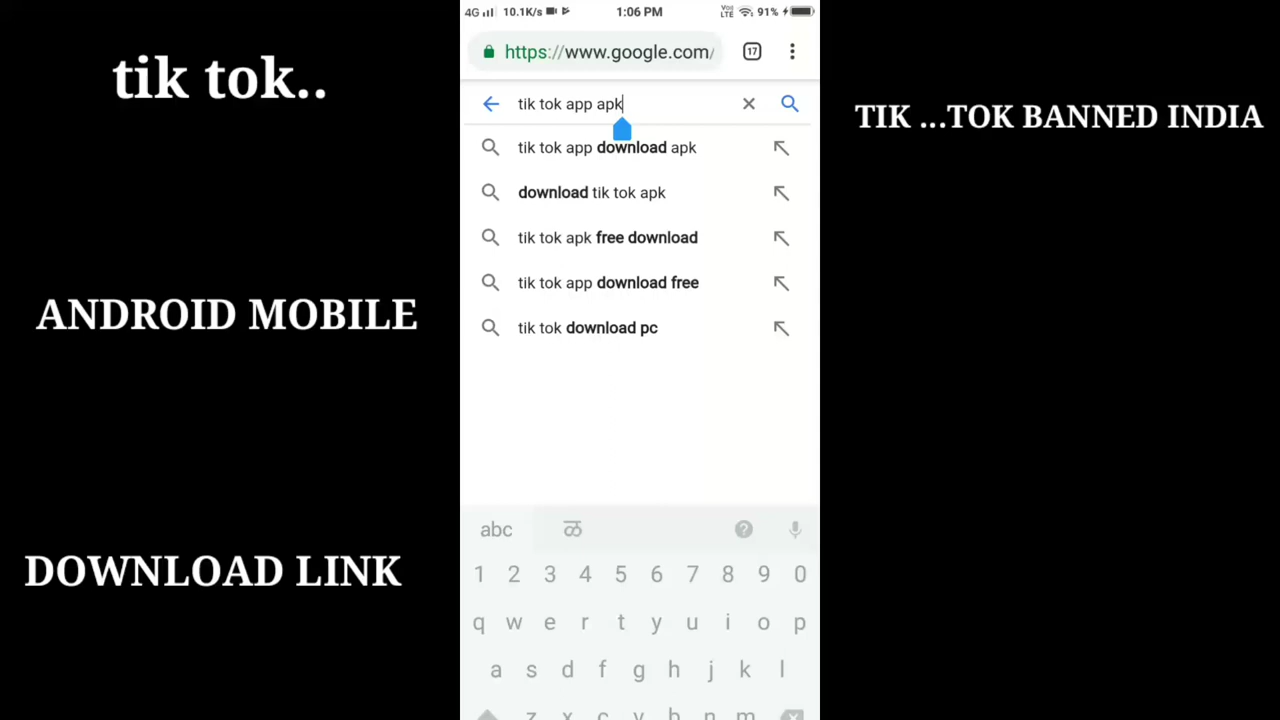 tik tok..
ANDROID MOBILE
DOWNLOAD LINK
4G 10.1K/s 1:06 PM VoLTE 91%
https://www.google.com/ 17
tik tok app apk
tik tok app download apk
download tik tok apk
tik tok apk free download
tik tok app download free
tik tok download pc
abc ळ ?
1 2 3 4 5 6 7 8 9 0
q w e r t y u i o p
a s d f g h j k l
z x c v b n m
TIK ...TOK BANNED INDIA